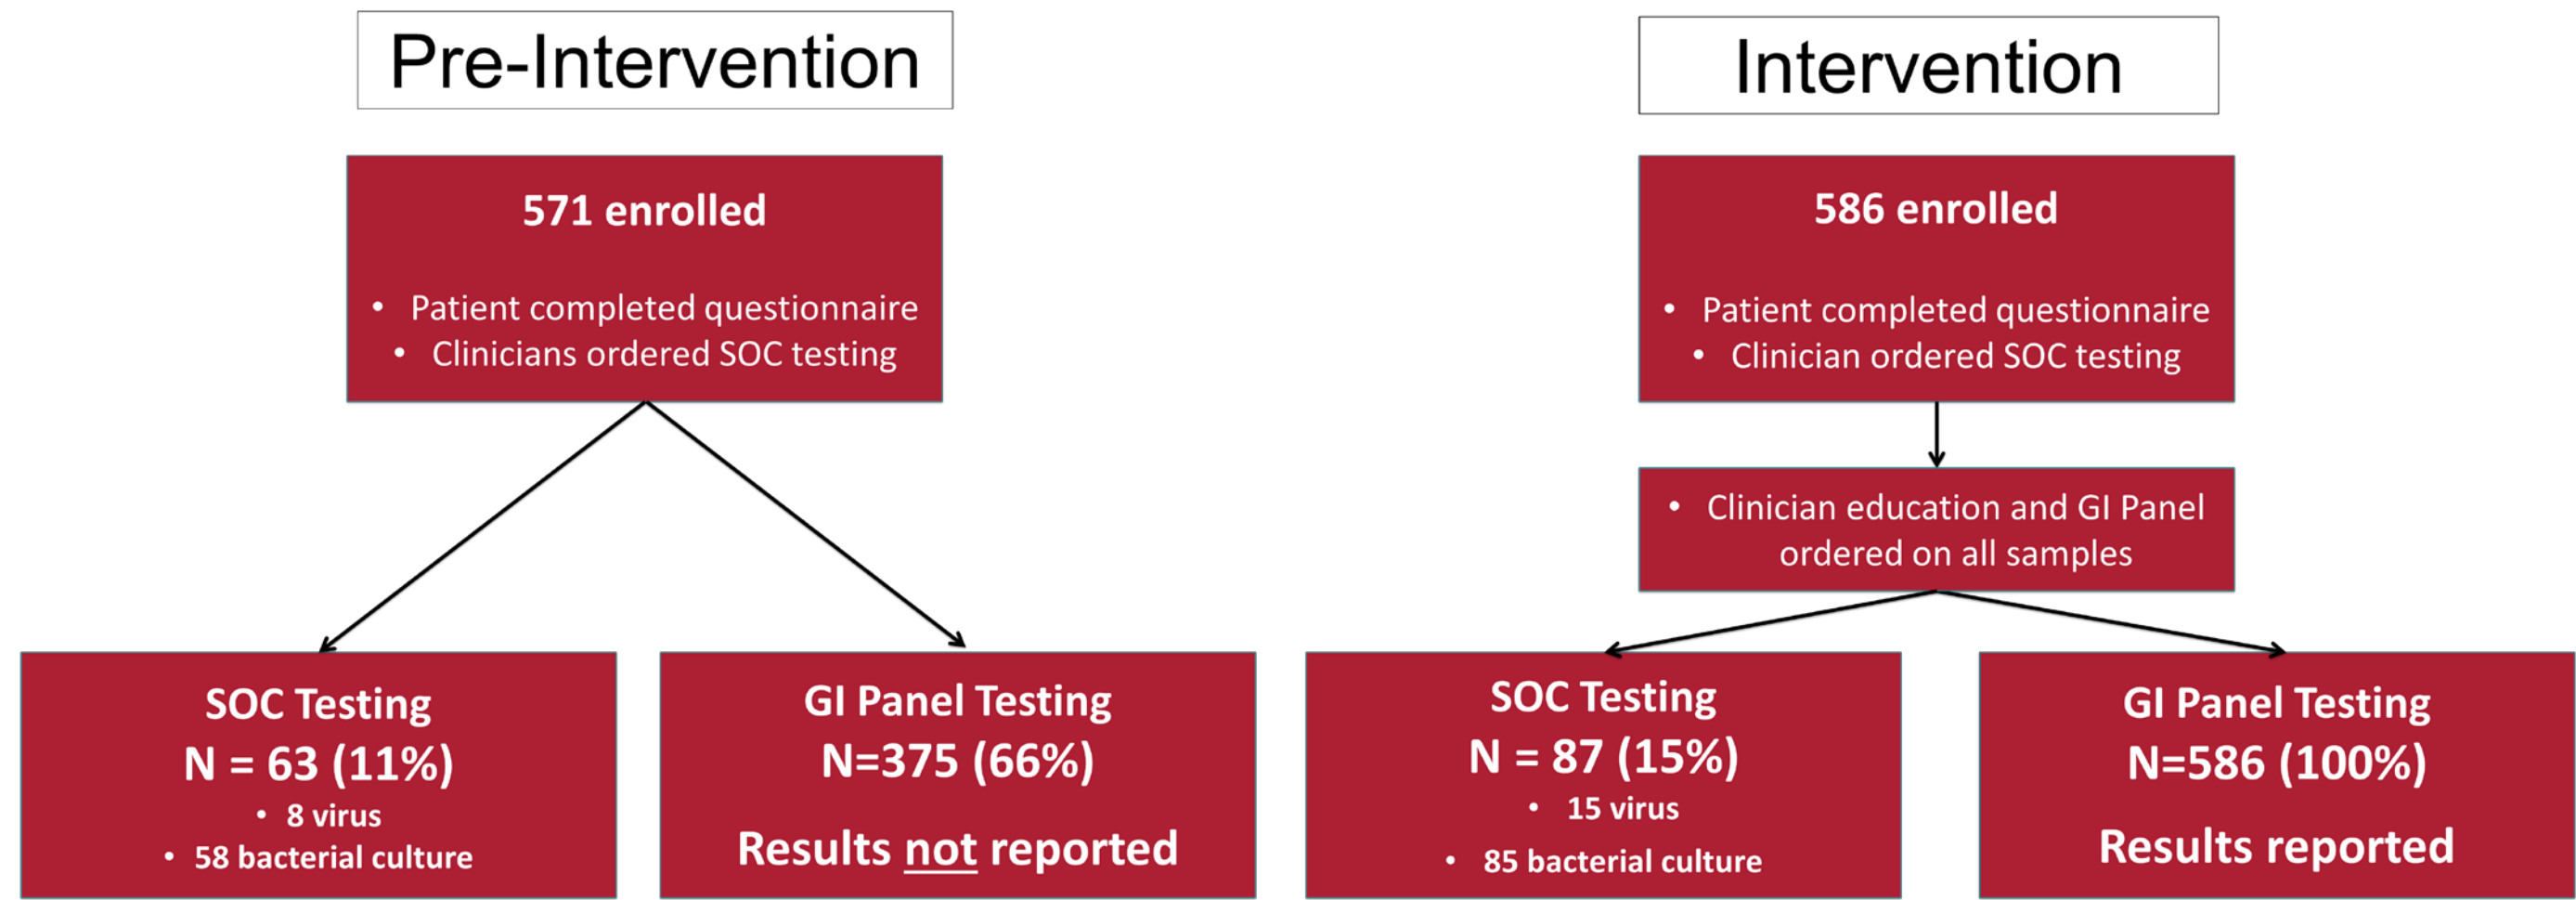 Pre-Intervention
571 enrolled
• Patient completed questionnaire
• Clinicians ordered SOC testing
SOC Testing
N = 63 (11%)
• 8 virus
• 58 bacterial culture
GI Panel Testing
N=375 (66%)
Results not reported
Intervention
586 enrolled
• Patient completed questionnaire
• Clinician ordered SOC testing
• Clinician education and GI Panel
ordered on all samples
SOC Testing
N = 87 (15%)
• 15 virus
• 85 bacterial culture
GI Panel Testing
N=586 (100%)
Results reported